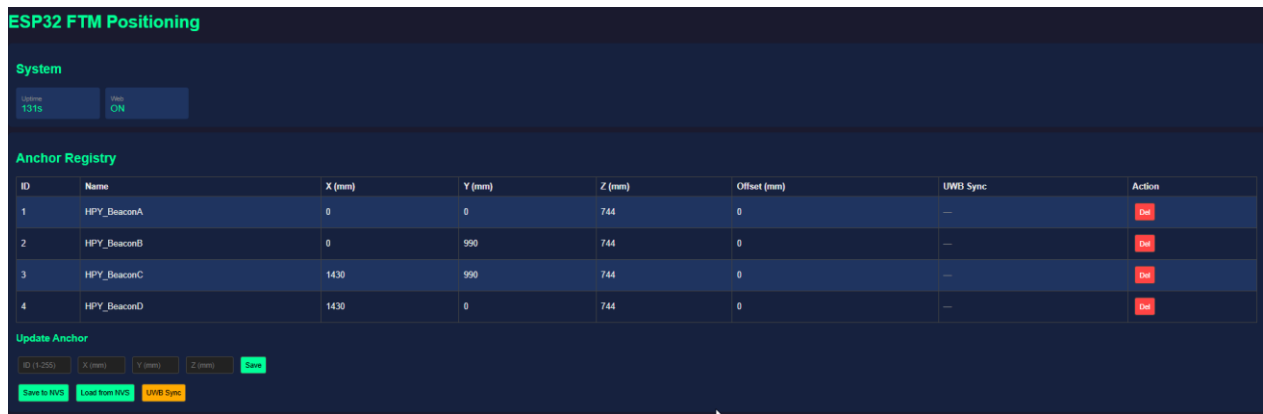 ESP32 FTM Positioning
System
Uptime Web
131s ON
Anchor Registry
ID Name X (mm) Y (mm) Z (mm) Offset (mm) UWB Sync Action
1 HPY_BeaconA 0 0 744 0 — Del
2 HPY_BeaconB 0 990 744 0 — Del
3 HPY_BeaconC 1430 990 744 0 — Del
4 HPY_BeaconD 1430 0 744 0 — Del
Update Anchor
ID (1-255) X (mm) Y (mm) Z (mm) Save
Save to NVS Load from NVS UWB Sync